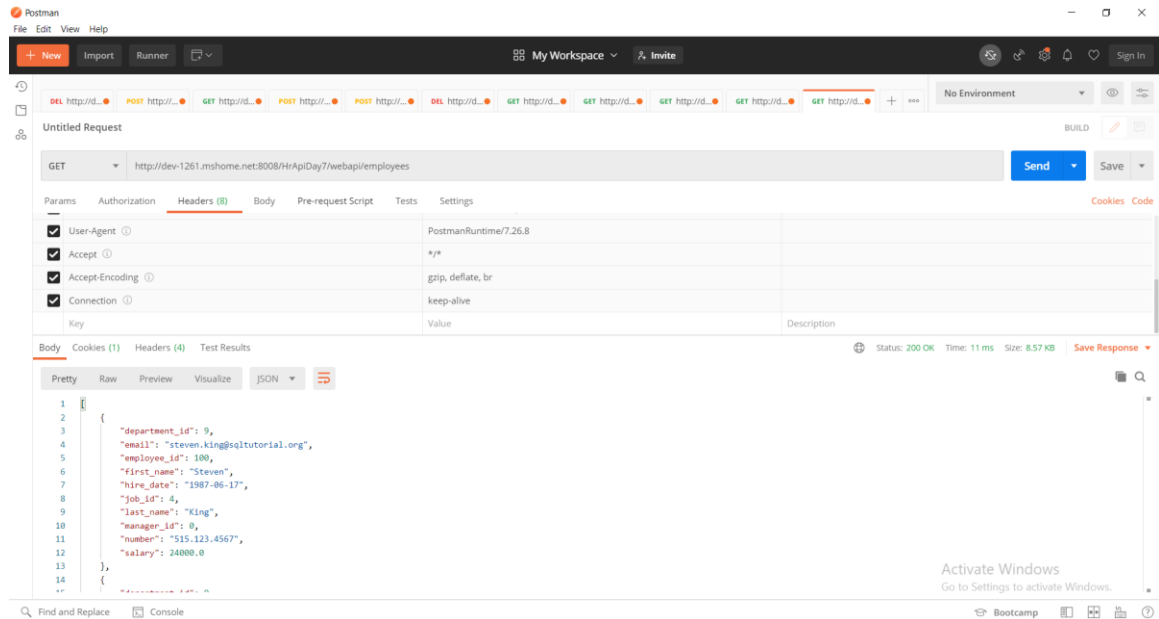 Postman
File Edit View Help
+ New Import Runner My Workspace Invite Sign In
DEL http://d... POST http://... GET http://d... POST http://... POST http://... DEL http://d... GET http://d... GET http://d... GET http://d... GET http://d... GET http://d... + ooo No Environment
Untitled Request BUILD
GET http://dev-1261.mshome.net:8008/HrApiDay7/webapi/employees Send Save
Params Authorization Headers (8) Body Pre-request Script Tests Settings Cookies Code
User-Agent PostmanRuntime/7.26.8
Accept */*
Accept-Encoding gzip, deflate, br
Connection keep-alive
Key Value Description
Body Cookies (1) Headers (4) Test Results Status: 200 OK Time: 11 ms Size: 8.57 KB Save Response
Pretty Raw Preview Visualize JSON
1 [
2 {
3 "department_id": 9,
4 "email": "steven.king@sqltutorial.org",
5 "employee_id": 100,
6 "first_name": "Steven",
7 "hire_date": "1987-06-17",
8 "job_id": 4,
9 "last_name": "King",
10 "manager_id": 0,
11 "number": "515.123.4567",
12 "salary": 24000.0
13 },
14 {
Activate Windows
Go to Settings to activate Windows.
Find and Replace Console Bootcamp